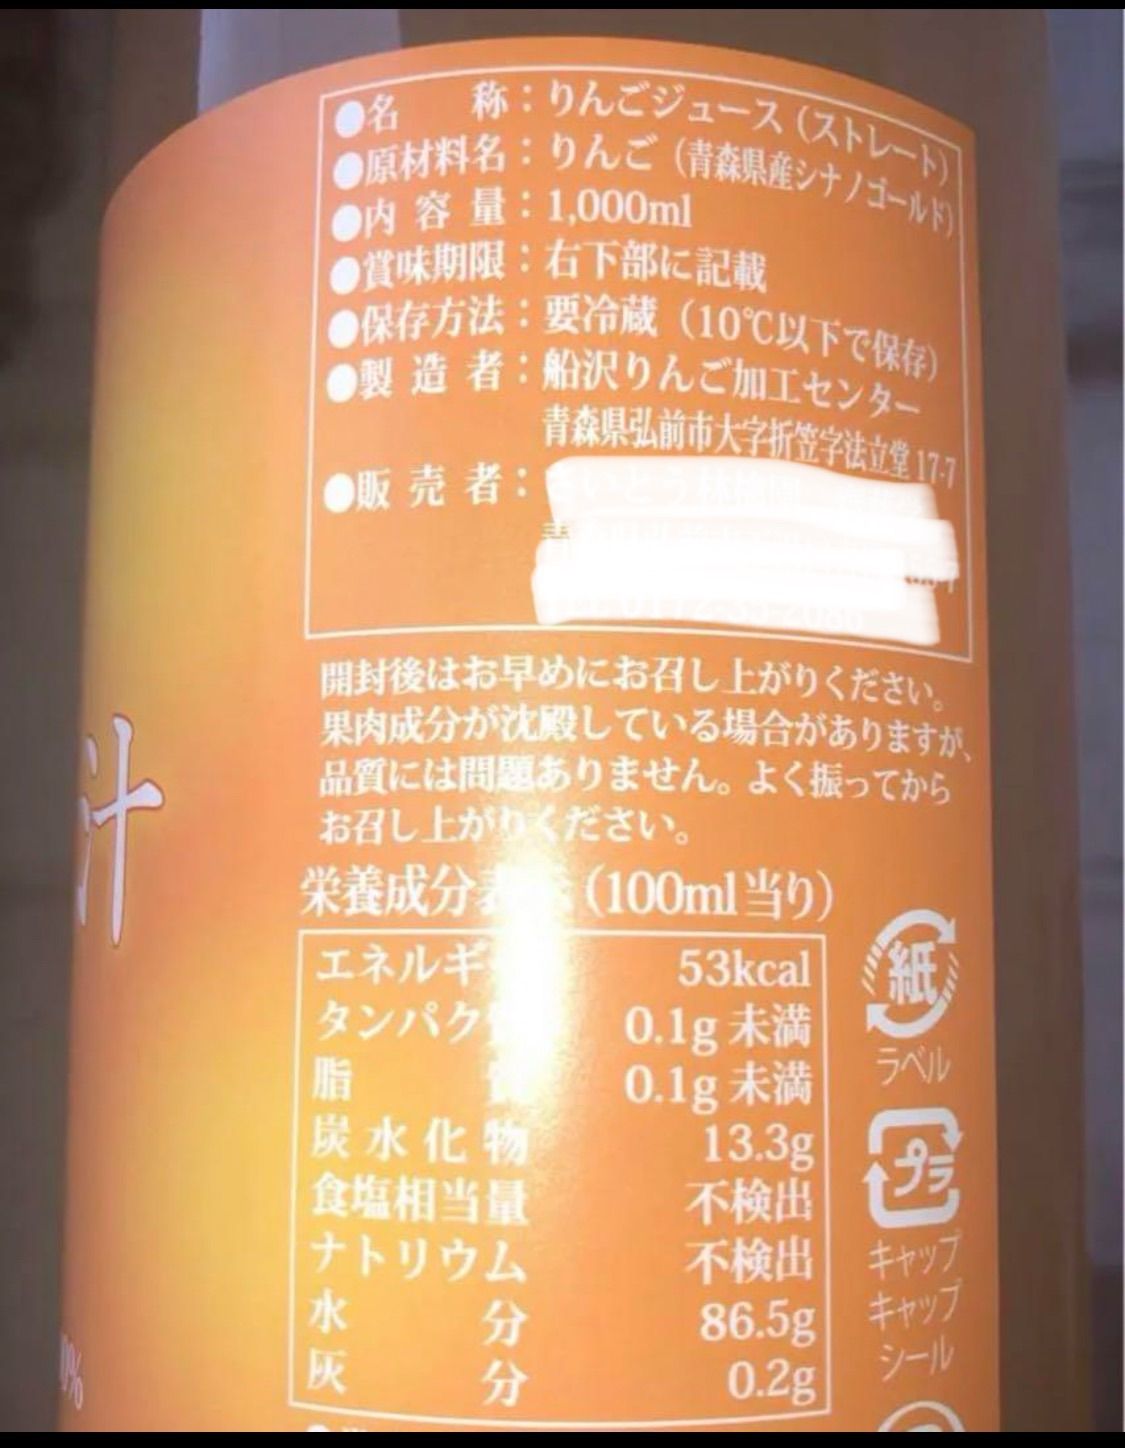 ●名 称：りんごジュース（ストレート）
●原材料名：りんご（青森県産シナノゴールド）
●内容量：1,000ml
●賞味期限：右下部に記載
●保存方法：要冷蔵（10℃以下で保存）
●製造者：船沢りんご加工センター
青森県弘前市大字折笠字法立堂17-7
●販売者：
開封後はお早めにお召し上がりください。
果肉成分が沈殿している場合がありますが、
品質には問題ありません。よく振ってから
お召し上がりください。
栄養成分 （100ml当り）
エネルギ 53kcal
タンパク 0.1g 未満
脂質 0.1g 未満
炭水化物 13.3g
食塩相当量 不検出
ナトリウム 不検出
水分 86.5g
灰分 0.2g
紙
ラベル
プラ
キャップ
キャップ
シール
汁
%